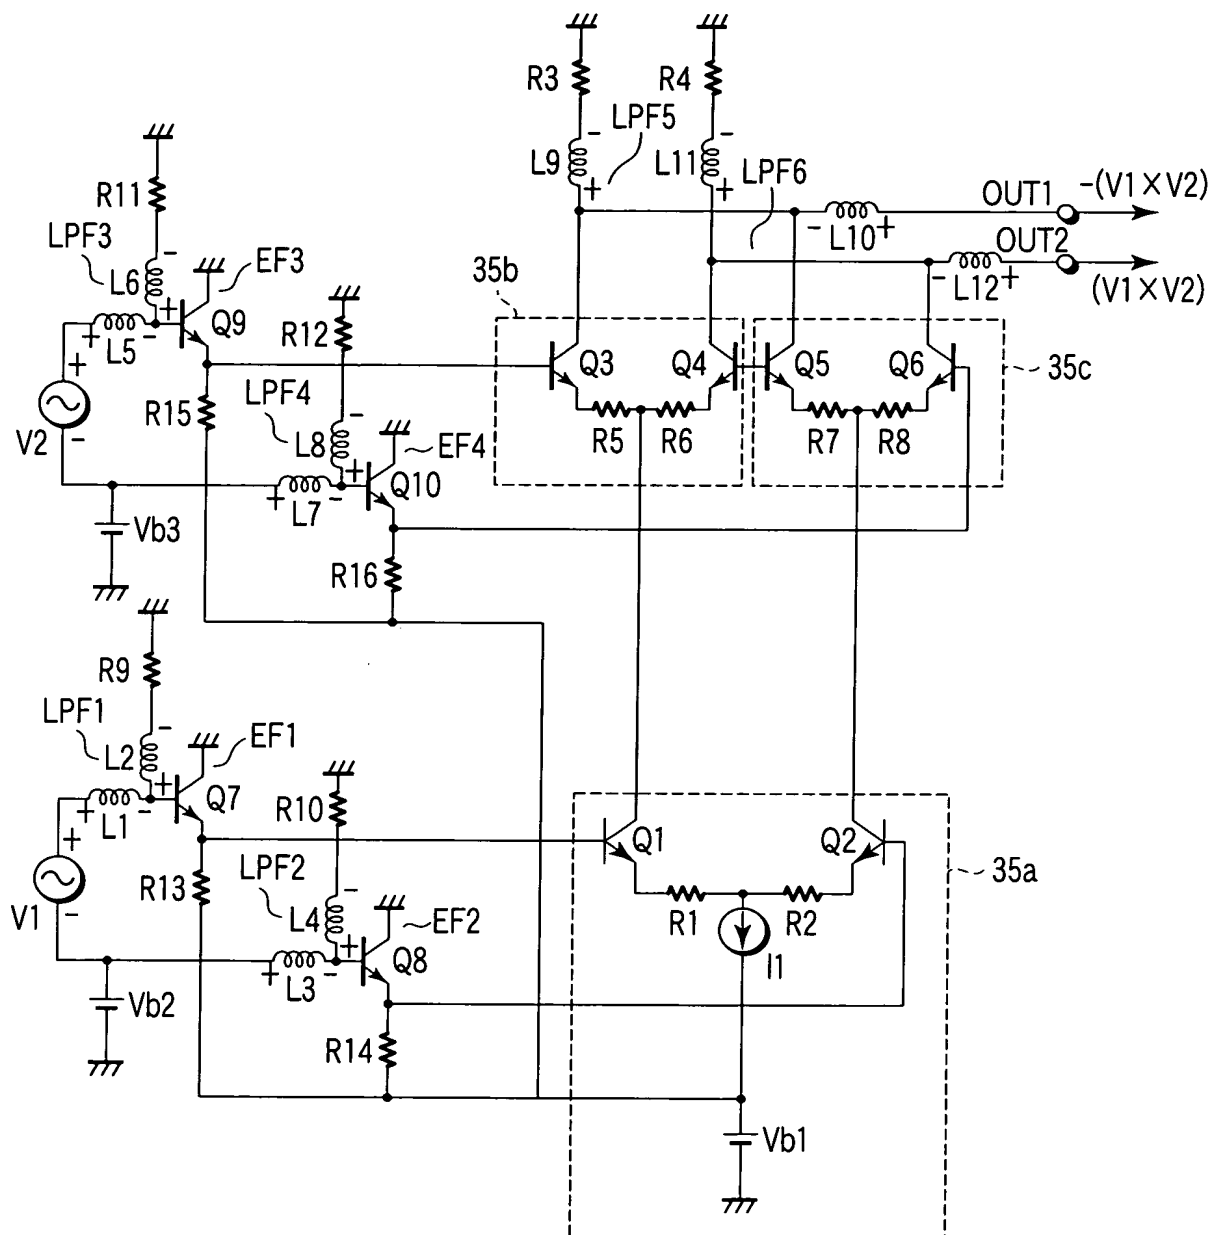 R3
R4
LPF5
L9
L11
LPF6
R11
OUT1
-(V1×V2)
LPF3
EF3
L10
OUT2
L6
35b
L12
(V1×V2)
Q9
R12
L5
Q3
Q4
Q5
Q6
35c
R15
LPF4
V2
L8
EF4
R5
R6
R7
R8
Q10
L7
Vb3
R16
R9
LPF1
EF1
L2
Q7
R10
L1
Q1
Q2
LPF2
35a
R13
V1
L4
EF2
R1
R2
Q8
I1
L3
Vb2
R14
Vb1